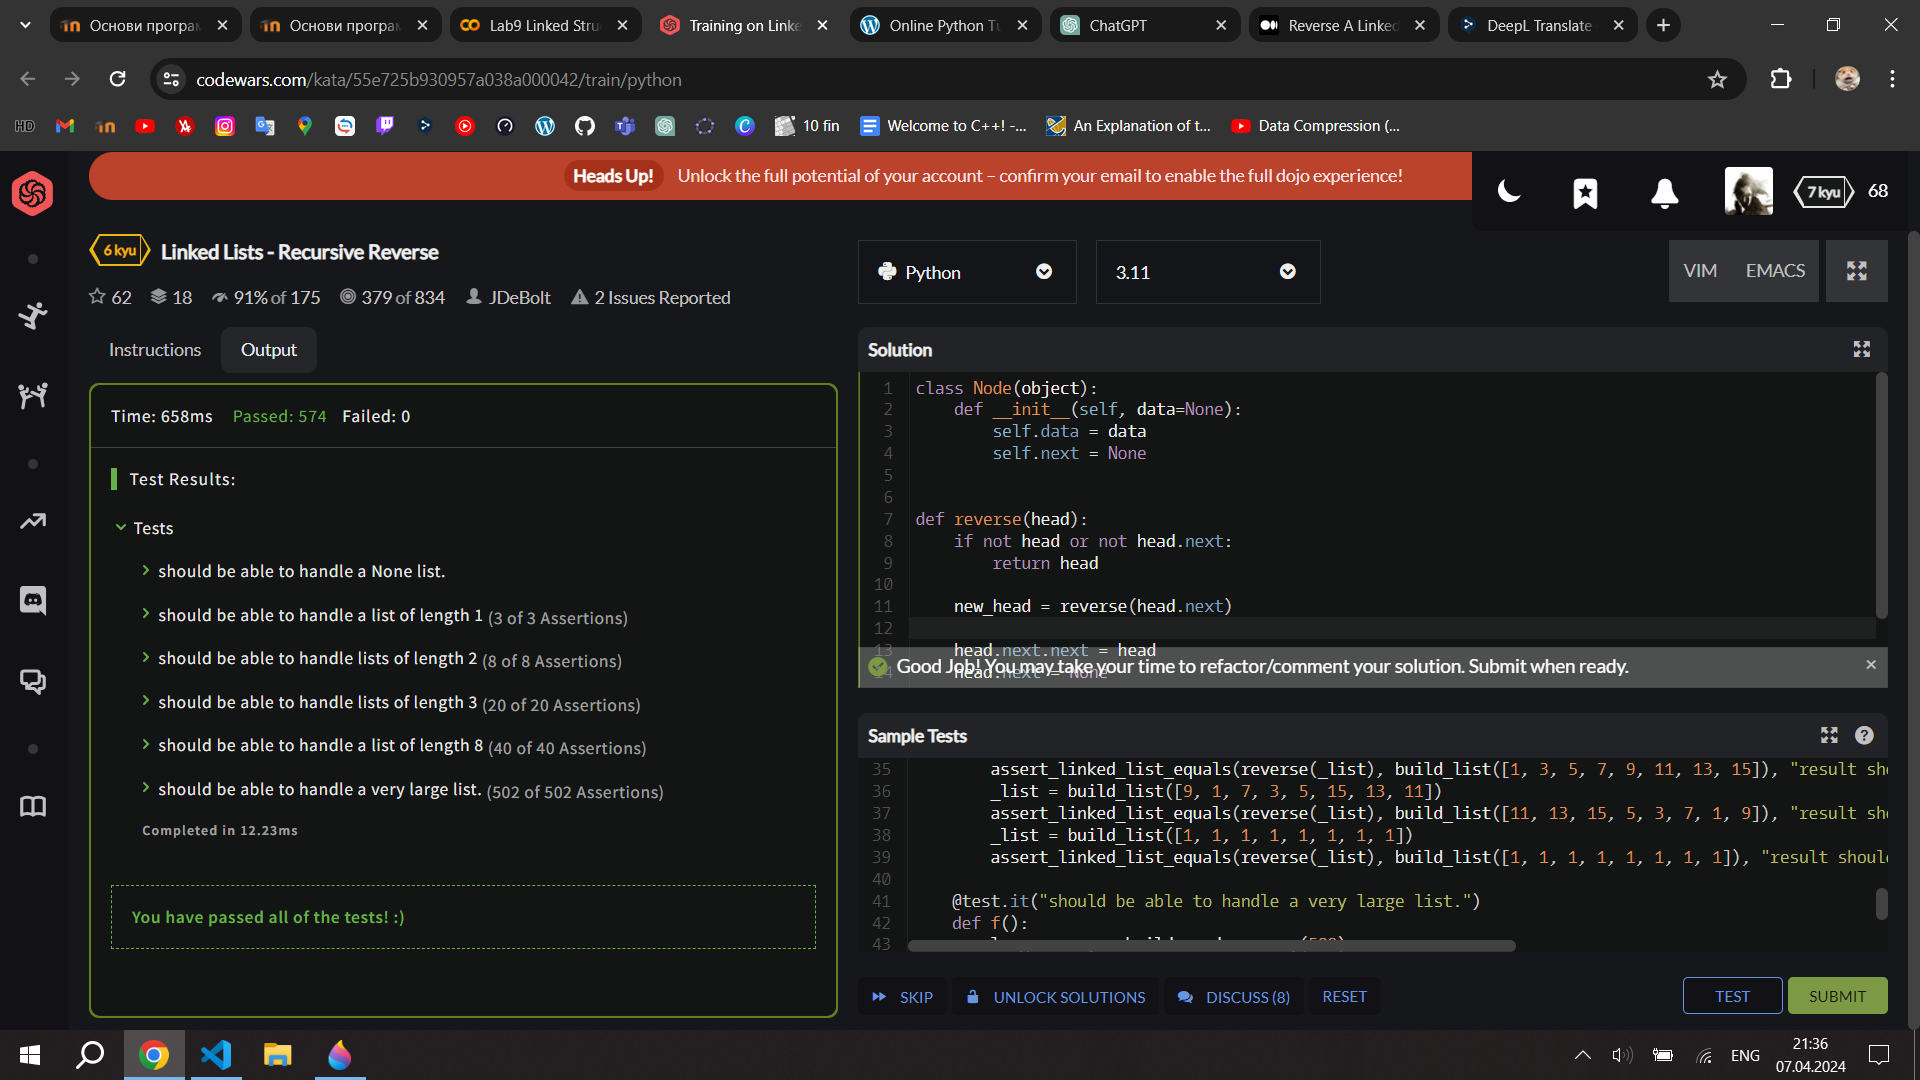 Основи програм
Основи програм
Lab9 Linked Stru
Training on Linke
Online Python Tu
ChatGPT
Reverse A Linked
DeepL Translate
codewars.com/kata/55e725b930957a038a000042/train/python
HD
10 fin
Welcome to C++! -...
An Explanation of t...
Data Compression (...
Heads Up! Unlock the full potential of your account – confirm your email to enable the full dojo experience!
7 kyu 68
6 kyu Linked Lists - Recursive Reverse
62 18 91% of 175 379 of 834 JDeBolt 2 Issues Reported
Instructions
Output
Time: 658ms Passed: 574 Failed: 0
Test Results:
Tests
should be able to handle a None list.
should be able to handle a list of length 1 (3 of 3 Assertions)
should be able to handle lists of length 2 (8 of 8 Assertions)
should be able to handle lists of length 3 (20 of 20 Assertions)
should be able to handle a list of length 8 (40 of 40 Assertions)
should be able to handle a very large list. (502 of 502 Assertions)
Completed in 12.23ms
You have passed all of the tests! :)
Python
3.11
VIM
EMACS
Solution
1 class Node(object):
2 def __init__(self, data=None):
3 self.data = data
4 self.next = None
5
6
7 def reverse(head):
8 if not head or not head.next:
9 return head
10
11 new_head = reverse(head.next)
12
13 head.next.next = head
14 head.next = None
Good Job! You may take your time to refactor/comment your solution. Submit when ready.
Sample Tests
35 assert_linked_list_equals(reverse(_list), build_list([1, 3, 5, 7, 9, 11, 13, 15]), "result sho
36 _list = build_list([9, 1, 7, 3, 5, 15, 13, 11])
37 assert_linked_list_equals(reverse(_list), build_list([11, 13, 15, 5, 3, 7, 1, 9]), "result sho
38 _list = build_list([1, 1, 1, 1, 1, 1, 1, 1])
39 assert_linked_list_equals(reverse(_list), build_list([1, 1, 1, 1, 1, 1, 1, 1]), "result shoul
40
41 @test.it("should be able to handle a very large list.")
42 def f():
43
SKIP
UNLOCK SOLUTIONS
DISCUSS (8)
RESET
TEST
SUBMIT
ENG
21:36
07.04.2024